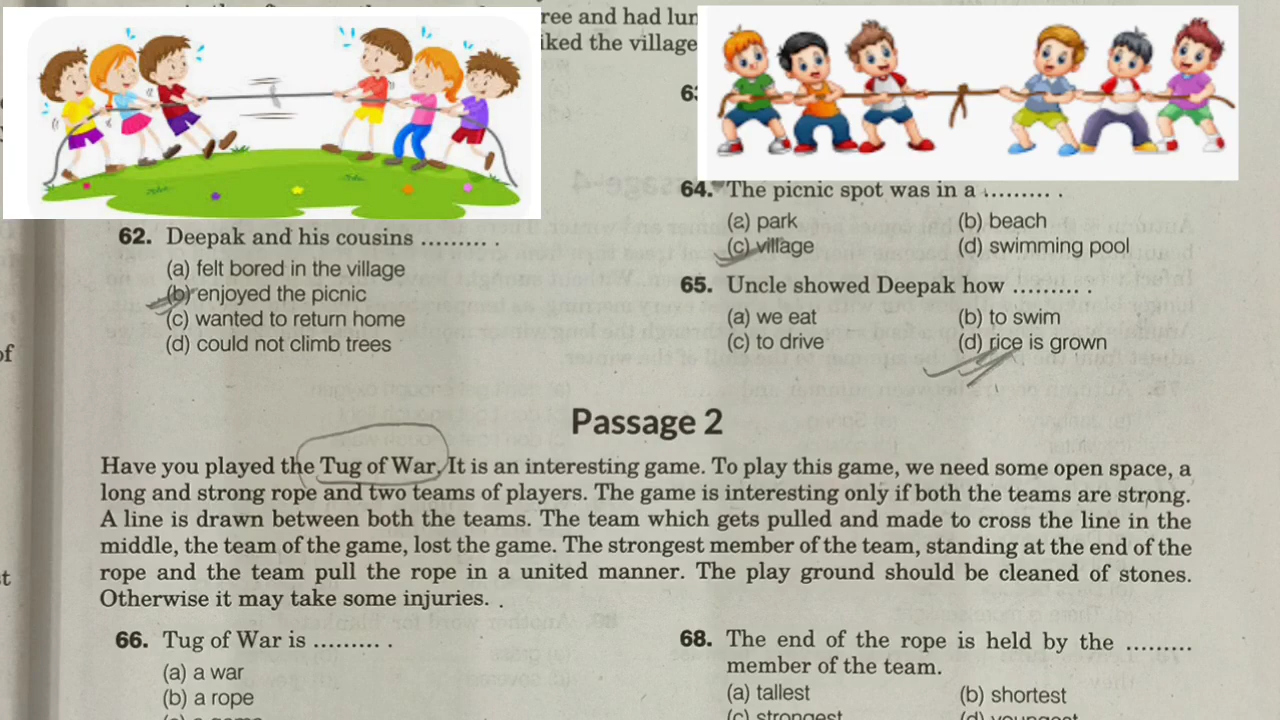 ree and had lun
iked the village
62. Deepak and his cousins ......... .
(a) felt bored in the village
(b) enjoyed the picnic
(c) wanted to return home
(d) could not climb trees
64. The picnic spot was in a ......... .
(a) park (b) beach
(c) village (d) swimming pool
65. Uncle showed Deepak how ......... .
(a) we eat (b) to swim
(c) to drive (d) rice is grown
of
t
Passage 2
Have you played the Tug of War. It is an interesting game. To play this game, we need some open space, a
long and strong rope and two teams of players. The game is interesting only if both the teams are strong.
A line is drawn between both the teams. The team which gets pulled and made to cross the line in the
middle, the team of the game, lost the game. The strongest member of the team, standing at the end of the
rope and the team pull the rope in a united manner. The play ground should be cleaned of stones.
Otherwise it may take some injuries. .
66. Tug of War is ......... .
(a) a war
(b) a rope
(c) a game
68. The end of the rope is held by the .........
member of the team.
(a) tallest (b) shortest
(c) strongest (d) youngest